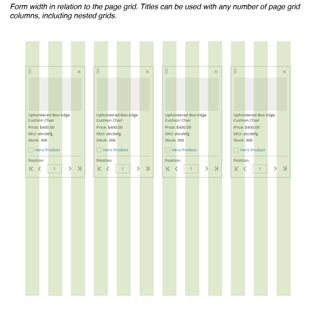 Form width in relation to the page grid. Titles can be used with any number of page grid
columns, including nested grids.
Upholstered Box-Edge
Cushion Chair
Price: $400.00
SKU: abcdefg
Stock: 300
Hero Product
Position
1
Upholstered Box-Edge
Cushion Chair
Price: $400.00
SKU: abcdefg
Stock: 300
Hero Product
Position
1
Upholstered Box-Edge
Cushion Chair
Price: $400.00
SKU: abcdefg
Stock: 300
Hero Product
Position
1
Upholstered Box-Edge
Cushion Chair
Price: $400.00
SKU: abcdefg
Stock: 300
Hero Product
Position
1